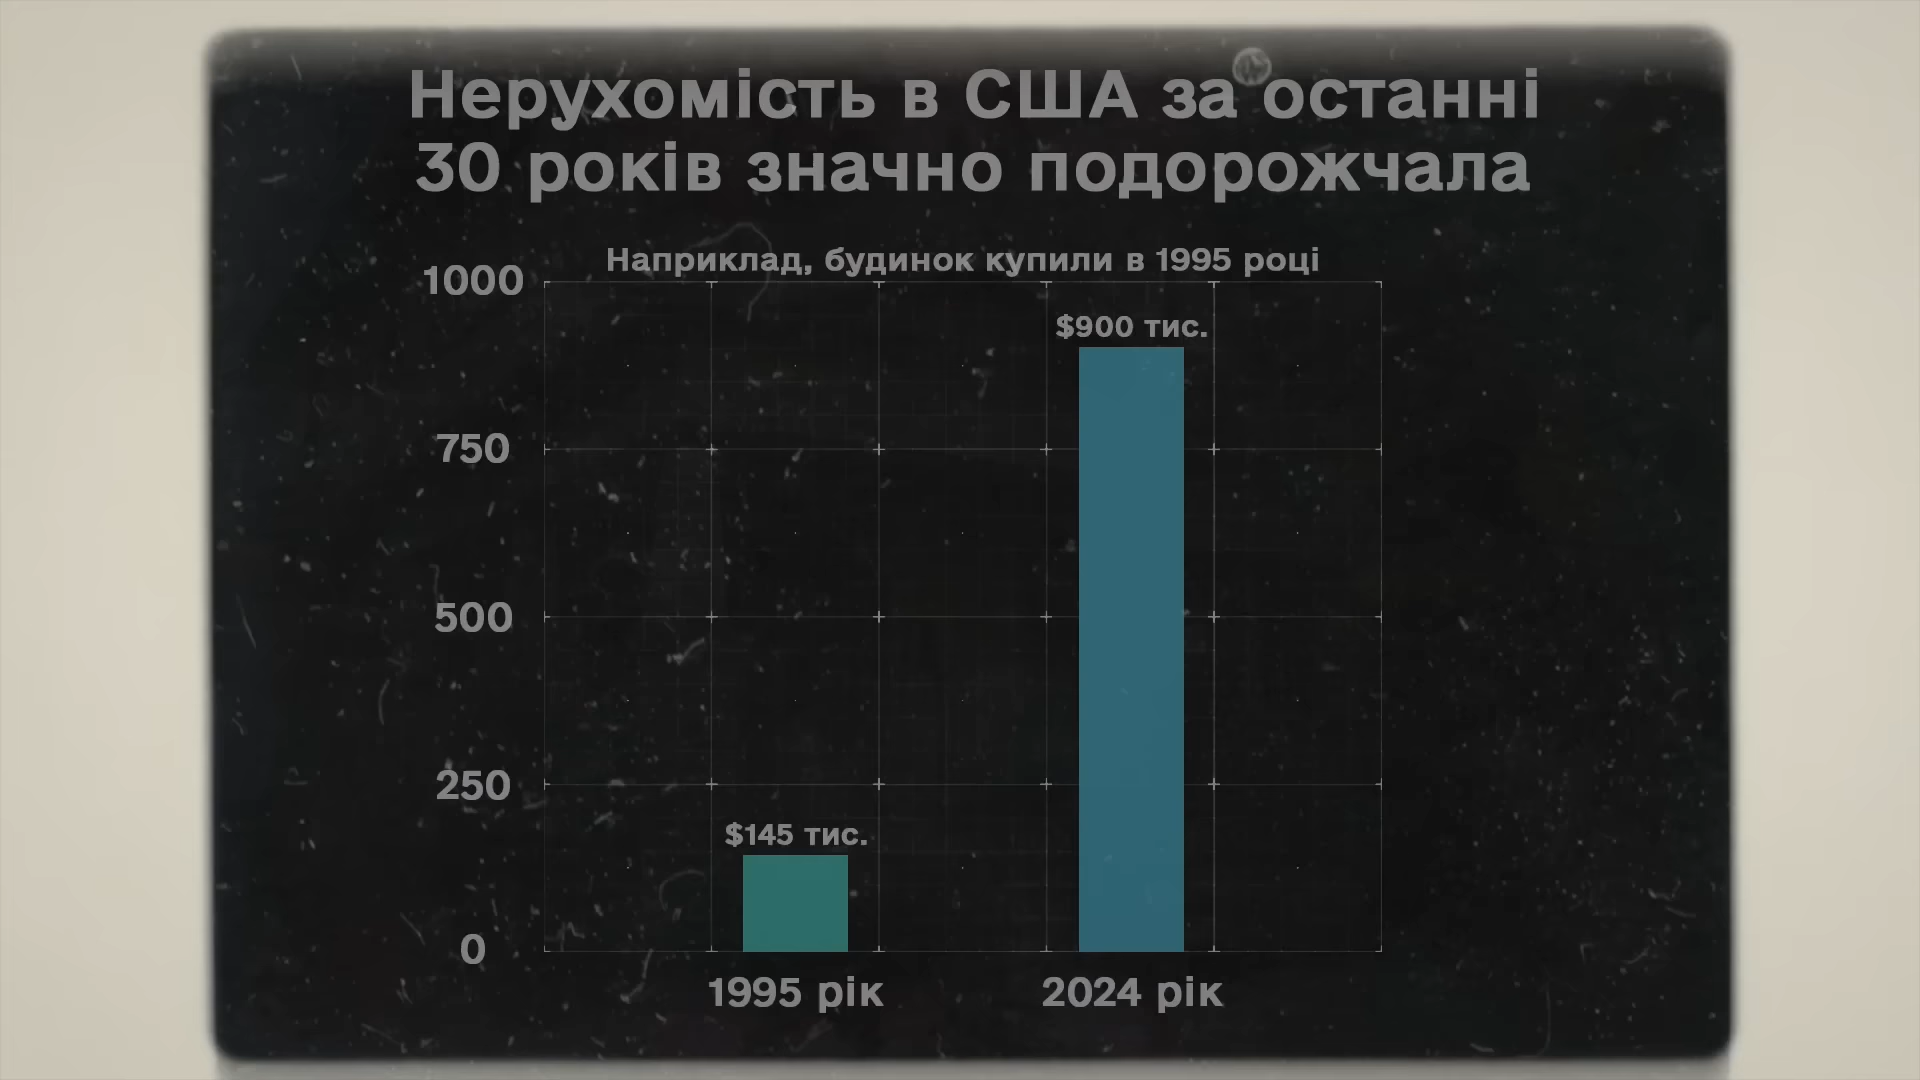 Нерухомість в США за останні
30 років значно подорожчала
Наприклад, будинок купили в 1995 році
1000
$900 тис.
750
500
250
$145 тис.
0
1995 рік
2024 рік